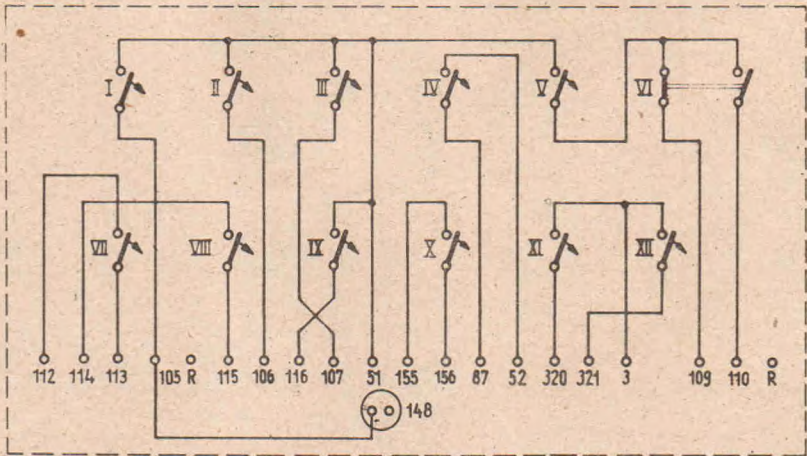 I II III IV V VI
VII VIII IX X XI XII
112 114 113 105 R 115 106 116 107 51 155 156 87 52 320 321 3 109 110 R
148